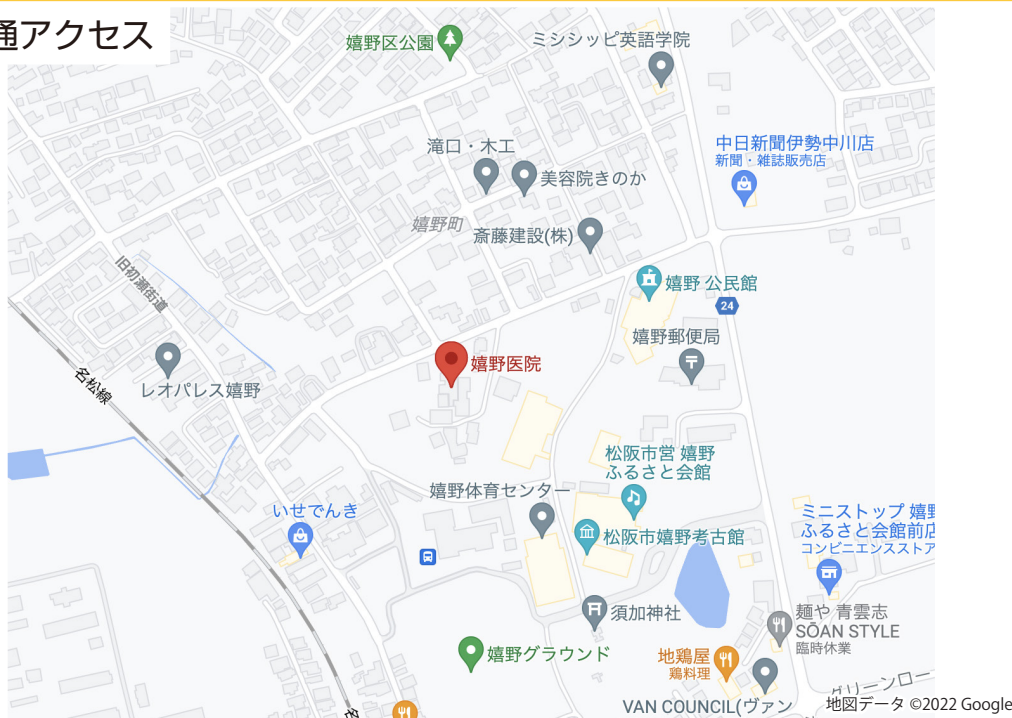 通アクセス
嬉野区公園
ミシシッピ英語学院
中日新聞伊勢中川店
新聞・雑誌販売店
滝口・木工
美容院きのか
嬉野町
斎藤建設(株)
旧初瀬街道
嬉野 公民館
24
嬉野郵便局
嬉野医院
レオパレス嬉野
名松線
松阪市営 嬉野
ふるさと会館
嬉野体育センター
いせでんき
松阪市嬉野考古館
ミニストップ 嬉野
ふるさと会館前店
コンビニエンスストア
須加神社
麺や 青雲志
SOAN STYLE
臨時休業
嬉野グラウンド
地鶏屋
鶏料理
VAN COUNCIL(ヴァン
グリーンロー
名
地図データ ©2022 Google